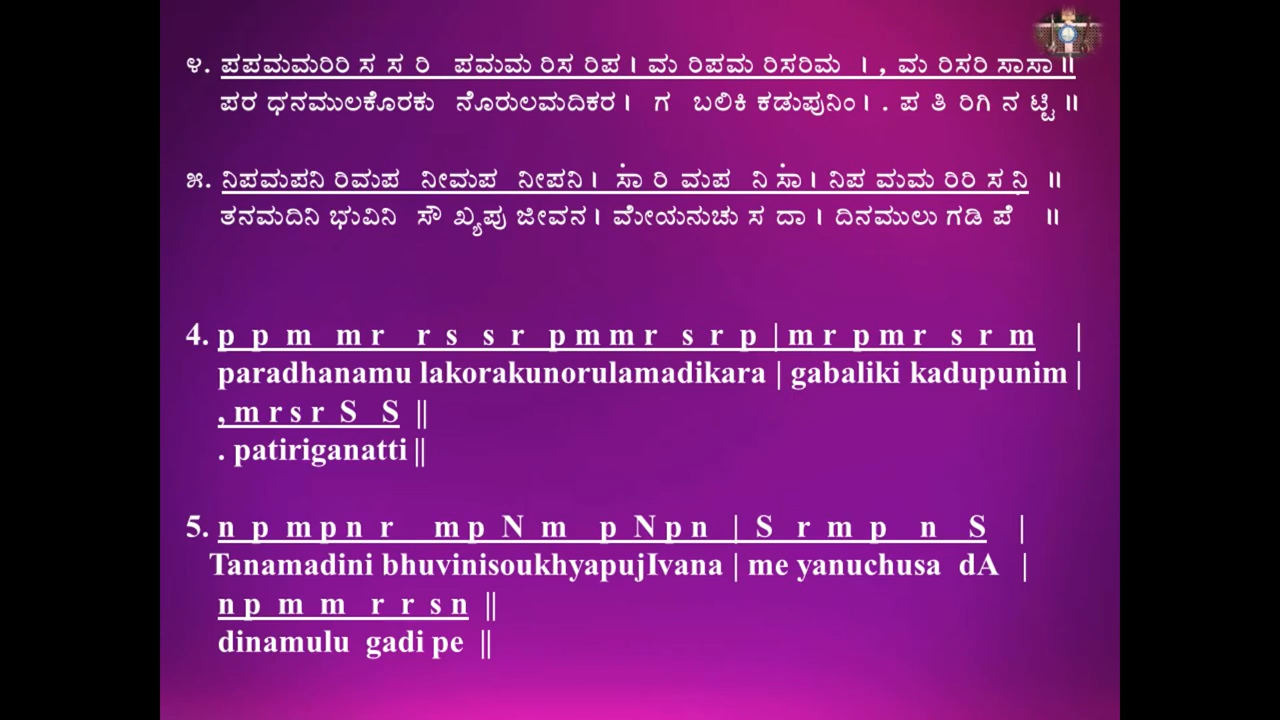 ೪. ಪಪಮಮರಿರಿ ಸ ಸ ರಿ ಪಮಮ ರಿಸ ರಿಪ । ಮ ರಿಪಮ ರಿಸರಿಮ । , ಮ ರಿಸರಿ ಸಾಸಾ ॥
ಪರ ಧನಮುಲಕೊರಕು ನೊರುಲಮದಿಕರ । ಗ ಬಲಿಕಿ ಕಡುಪುನಿಂ । . ಪ ತಿ ರಿಗಿ ನ ಟ್ಟಿ ॥
೫. ನಿಪಮಪನಿ ರಿಮಪ ನೀಮಪ ನೀಪನಿ । ಸಾ̇ ರಿ ಮಪ ನಿ ಸಾ̇ । ನಿಪ ಮಮ ರಿರಿ ಸ ನಿ̣ ॥
ತನಮದಿನಿ ಭುವಿನಿ ಸೌ ಖ್ಯಪು ಜೀವನ । ಮೇಯನುಚು ಸ ದಾ । ದಿನಮುಲು ಗಡಿ ಪೆ ॥
4. p p m m r r s s r p m m r s r p | m r p m r s r m |
paradhanamu lakorakunorulamadikara | gabaliki kadupunim |
, m r s r S S ||
. patiriganatti ||
5. n p m p n r m p N m p N p n | S r m p n S |
Tanamadini bhuvinisoukhyapujIvana | me yanuchusa dA |
n p m m r r s n ||
dinamulu gadi pe ||